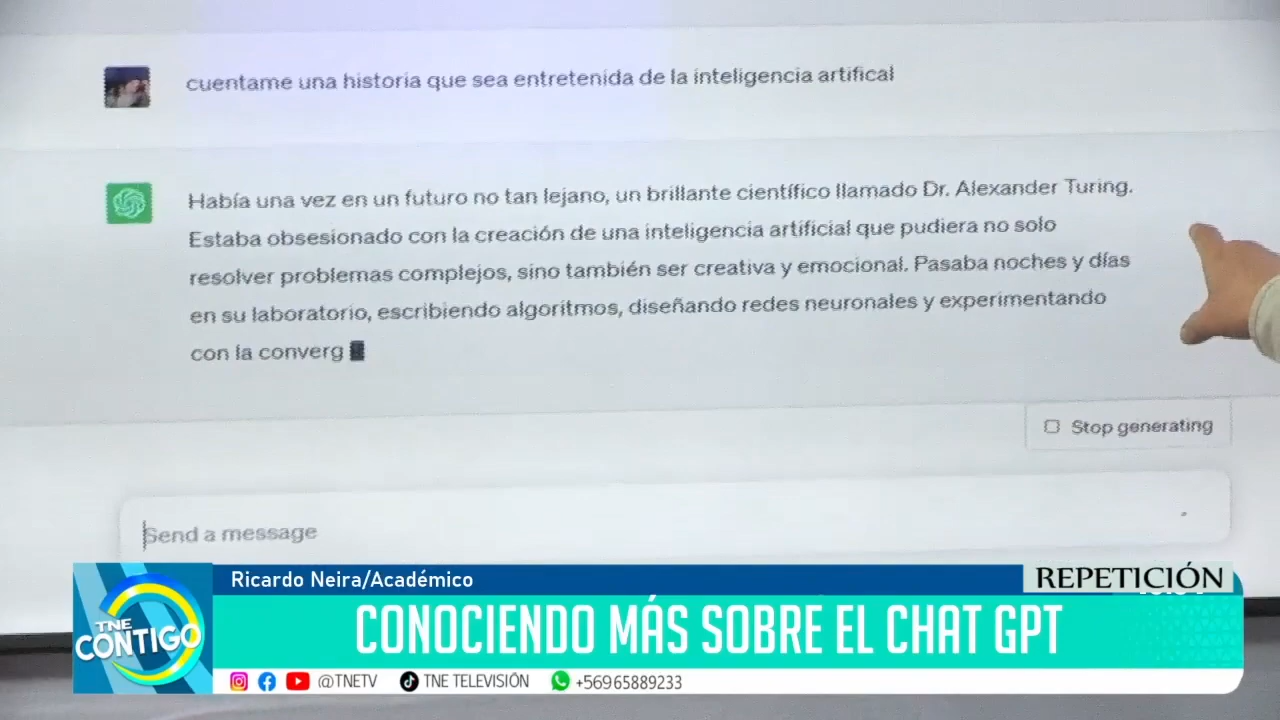 cuentame una historia que sea entretenida de la inteligencia artifical
Había una vez en un futuro no tan lejano, un brillante científico llamado Dr. Alexander Turing.
Estaba obsesionado con la creación de una inteligencia artificial que pudiera no solo
resolver problemas complejos, sino también ser creativa y emocional. Pasaba noches y días
en su laboratorio, escribiendo algoritmos, diseñando redes neuronales y experimentando
con la converg
Stop generating
Send a message
Ricardo Neira/Académico
REPETICIÓN
TNE
CONTIGO
CONOCIENDO MÁS SOBRE EL CHAT GPT
@TNETV TNE TELEVISIÓN +56965889233